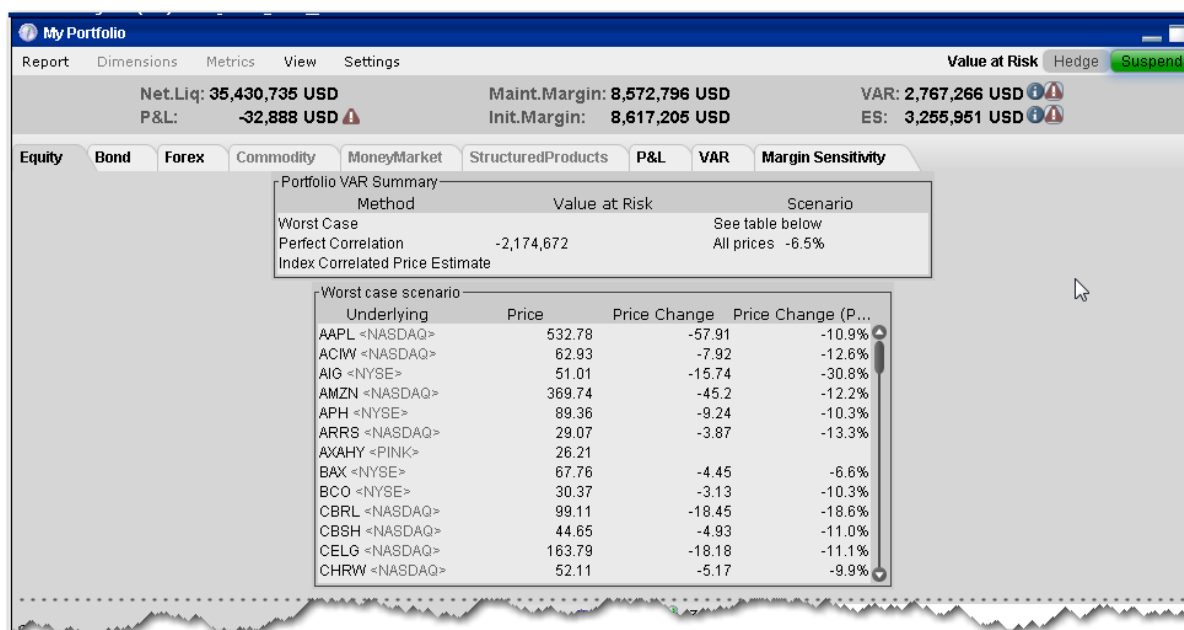 My Portfolio
Report Dimensions Metrics View Settings Value at Risk Hedge Suspend
Net.Liq: 35,430,735 USD Maint.Margin: 8,572,796 USD VAR: 2,767,266 USD
P&L: -32,888 USD Init.Margin: 8,617,205 USD ES: 3,255,951 USD
Equity Bond Forex Commodity MoneyMarket StructuredProducts P&L VAR Margin Sensitivity
Portfolio VAR Summary
Method Value at Risk Scenario
Worst Case See table below
Perfect Correlation -2,174,672 All prices -6.5%
Index Correlated Price Estimate
Worst case scenario
Underlying Price Price Change Price Change (P...
AAPL <NASDAQ> 532.78 -57.91 -10.9%
ACIW <NASDAQ> 62.93 -7.92 -12.6%
AIG <NYSE> 51.01 -15.74 -30.8%
AMZN <NASDAQ> 369.74 -45.2 -12.2%
APH <NYSE> 89.36 -9.24 -10.3%
ARRS <NASDAQ> 29.07 -3.87 -13.3%
AXAHY <PINK> 26.21
BAX <NYSE> 67.76 -4.45 -6.6%
BCO <NYSE> 30.37 -3.13 -10.3%
CBRL <NASDAQ> 99.11 -18.45 -18.6%
CBSH <NASDAQ> 44.65 -4.93 -11.0%
CELG <NASDAQ> 163.79 -18.18 -11.1%
CHRW <NASDAQ> 52.11 -5.17 -9.9%